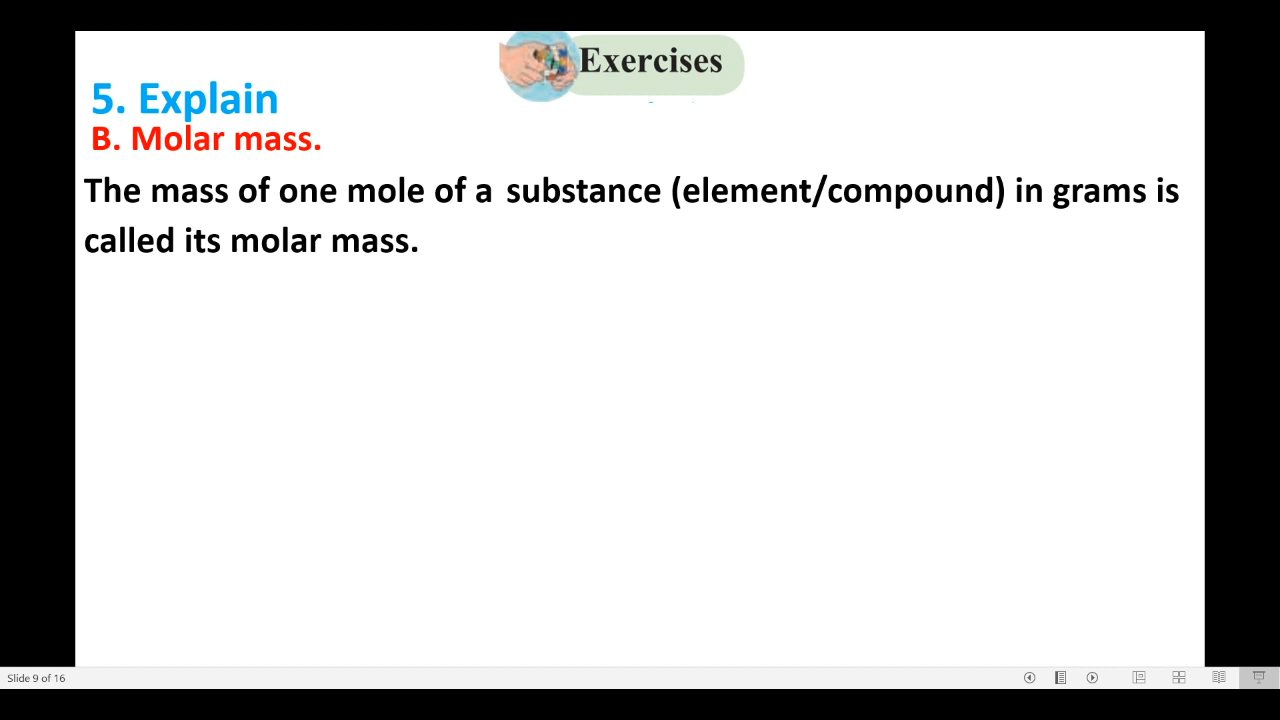 Exercises
5. Explain
B. Molar mass.
The mass of one mole of a substance (element/compound) in grams is
called its molar mass.
Slide 9 of 16